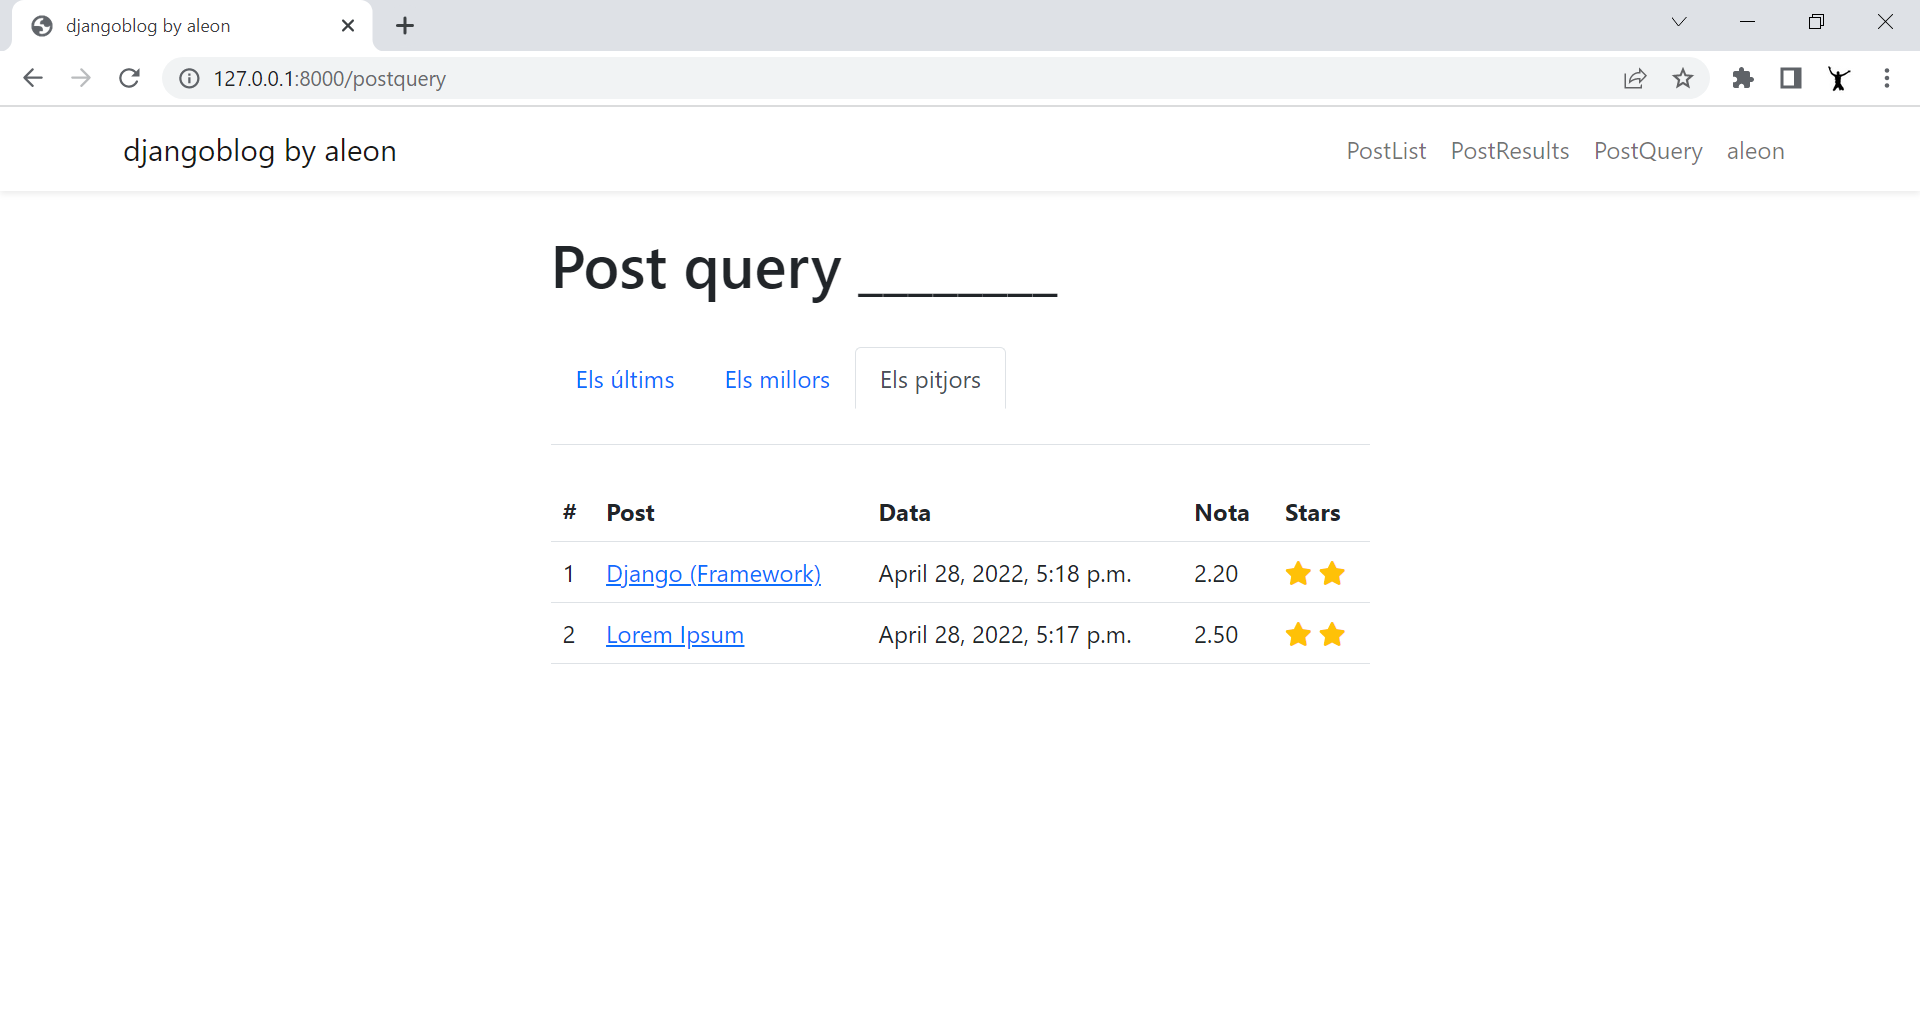 djangoblog by aleon
127.0.0.1:8000/postquery
djangoblog by aleon PostList PostResults PostQuery aleon
Post query ________
Els últims Els millors Els pitjors
# Post Data Nota Stars
1 Django (Framework) April 28, 2022, 5:18 p.m. 2.20
2 Lorem Ipsum April 28, 2022, 5:17 p.m. 2.50